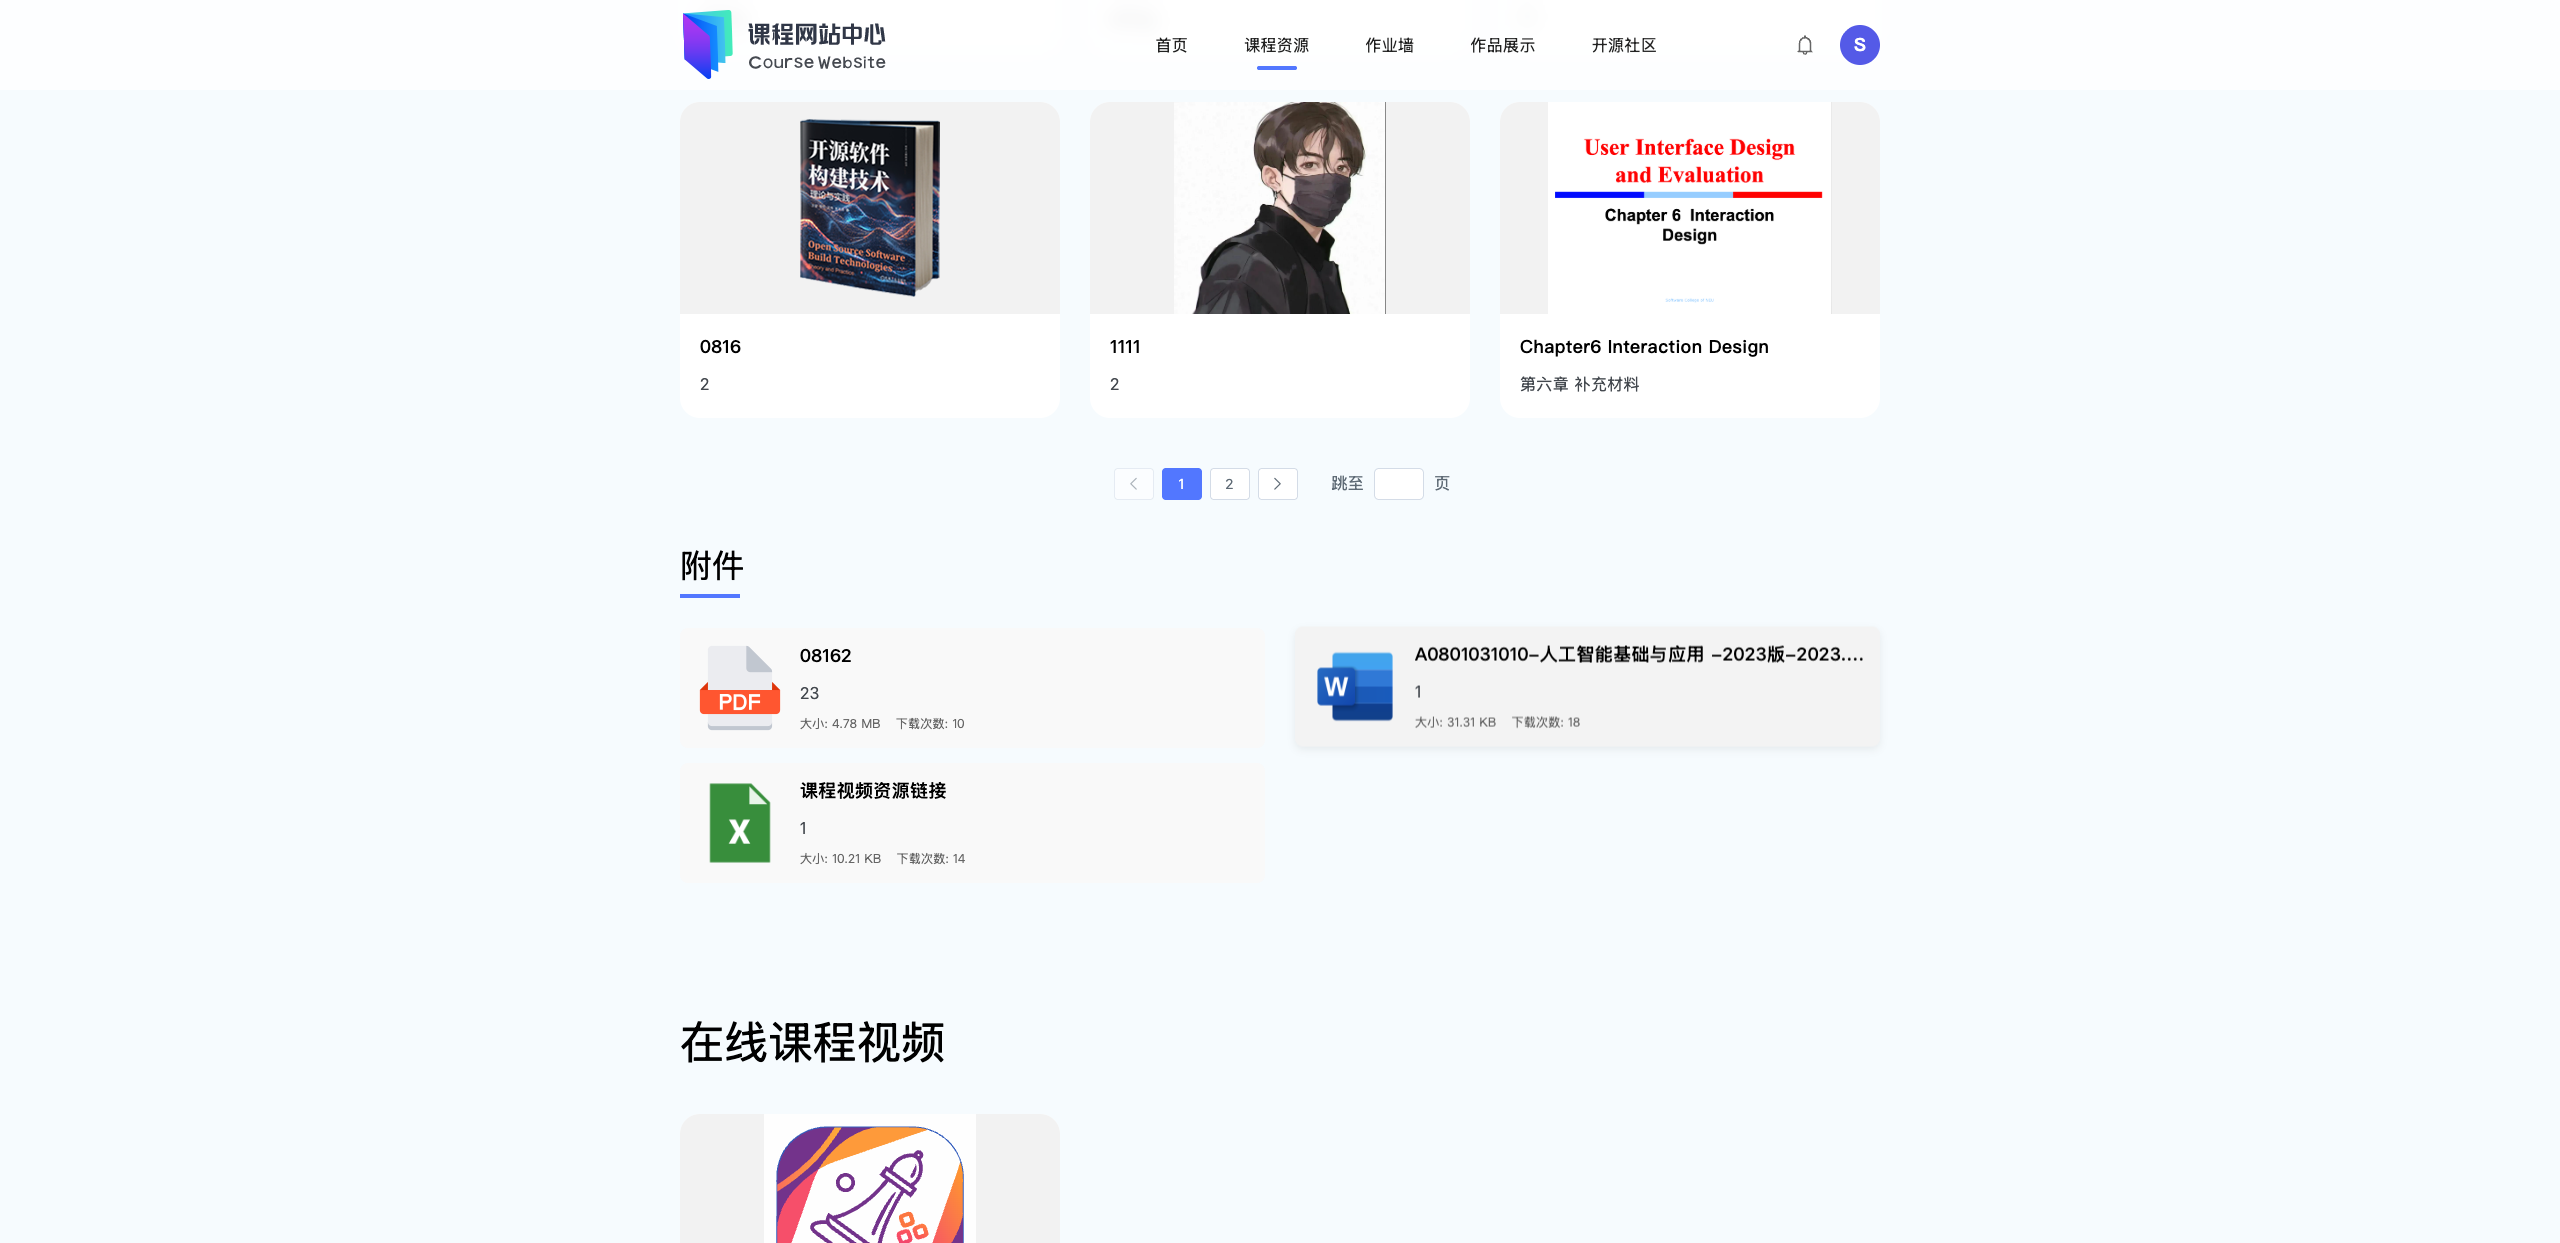 课程网站中心
Course Website
首页
课程资源
作业墙
作品展示
开源社区
S
开源软件
构建技术
理论与实践
Open Source Software
Build Technologies
Theory and Practice
User Interface Design
and Evaluation
Chapter 6 Interaction
Design
0816
2
1111
2
Chapter6 Interaction Design
第六章 补充材料
1
2
跳至
页
附件
PDF
08162
23
大小: 4.78 MB 下载次数: 10
W
A0801031010-人工智能基础与应用 -2023版-2023....
1
大小: 31.31 KB 下载次数: 18
X
课程视频资源链接
1
大小: 10.21 KB 下载次数: 14
在线课程视频